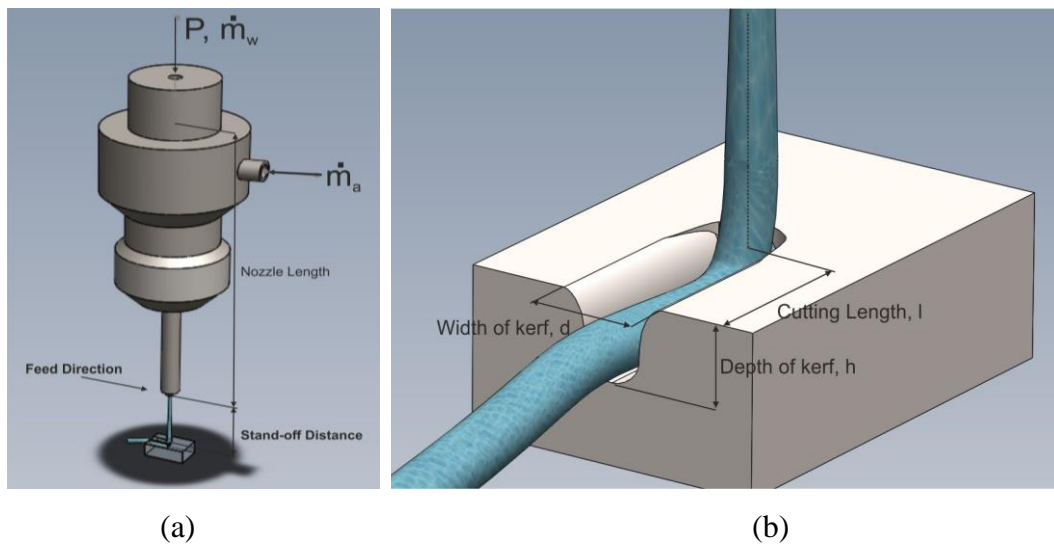 P, ṁw
ṁa
Nozzle Length
Feed Direction
Stand-off Distance
Width of kerf, d
Cutting Length, l
Depth of kerf, h
(a)
(b)